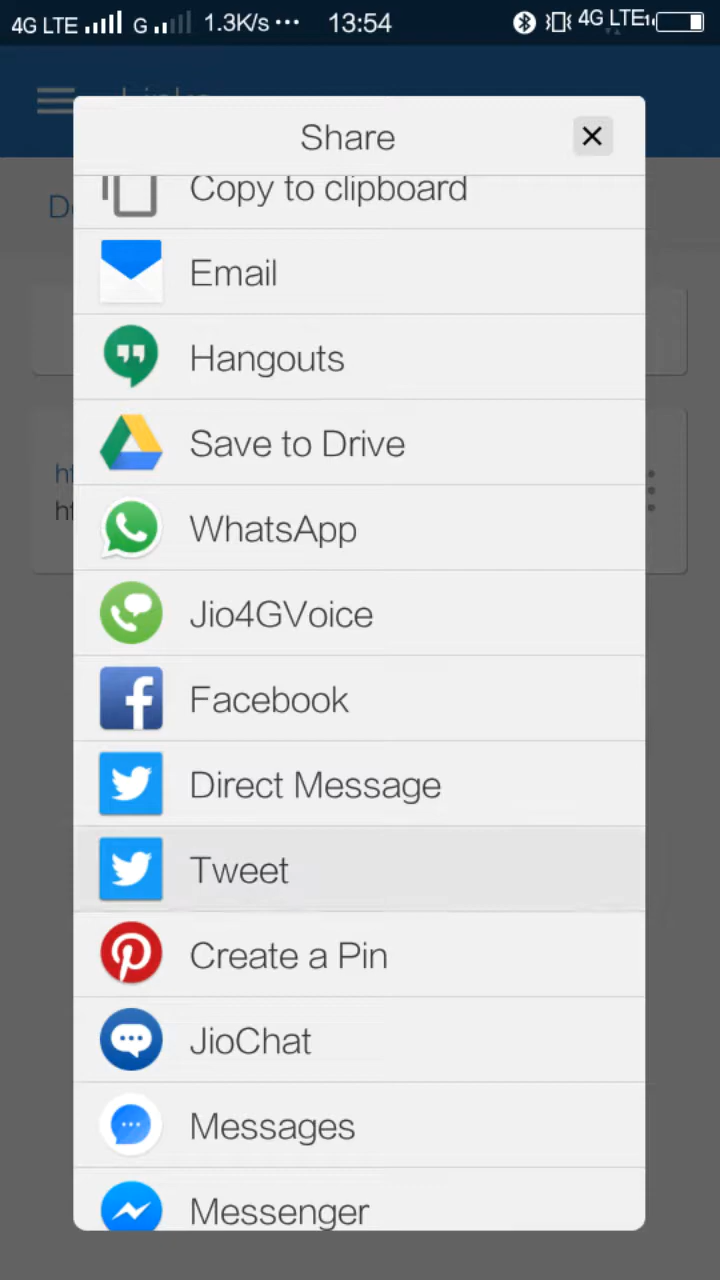 4G LTE G 1.3K/s ··· 13:54 4G LTE
Share
Copy to clipboard
Email
Hangouts
Save to Drive
WhatsApp
Jio4GVoice
Facebook
Direct Message
Tweet
Create a Pin
JioChat
Messages
Messenger